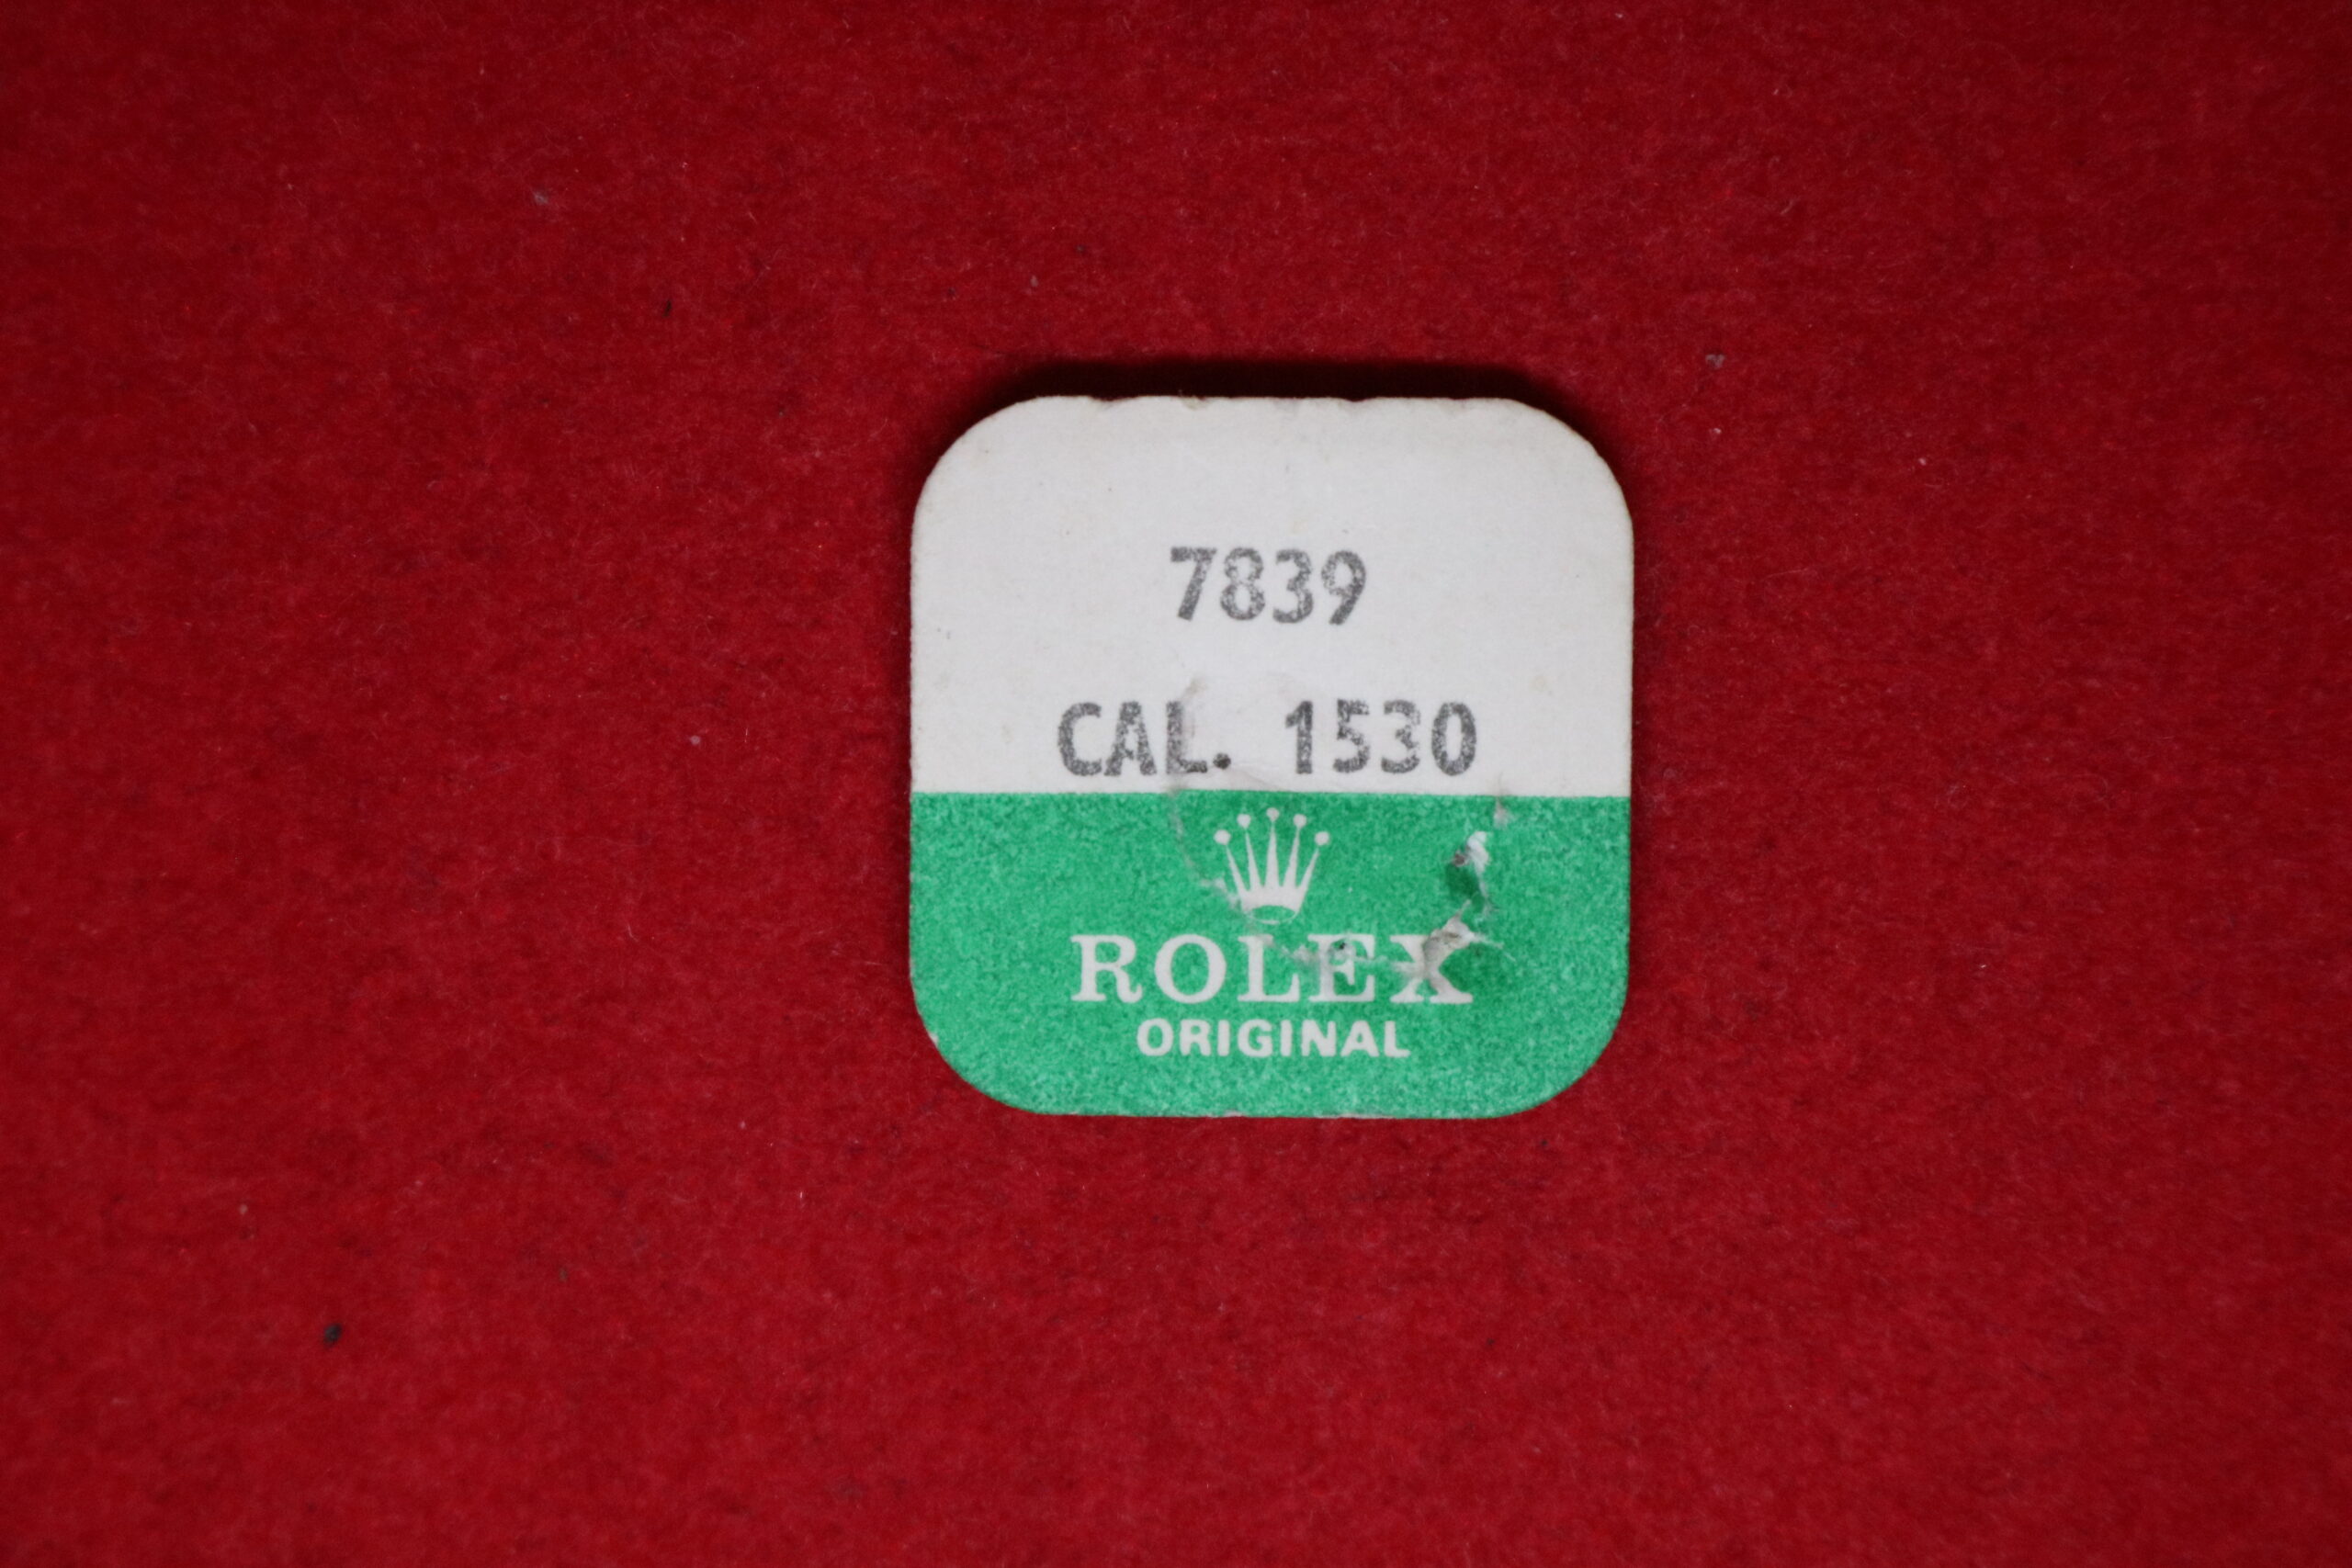 7839
CAL. 1530
ROLEX
ORIGINAL